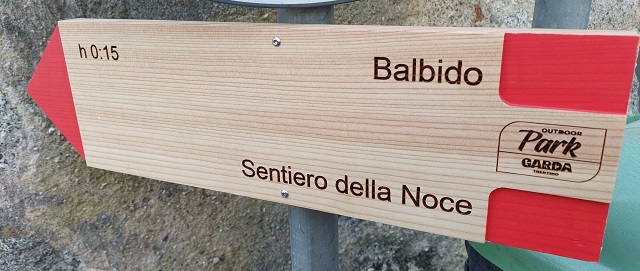 h 0:15
Balbido
Sentiero della Noce
OUTDOOR
Park
GARDA
TRENTINO